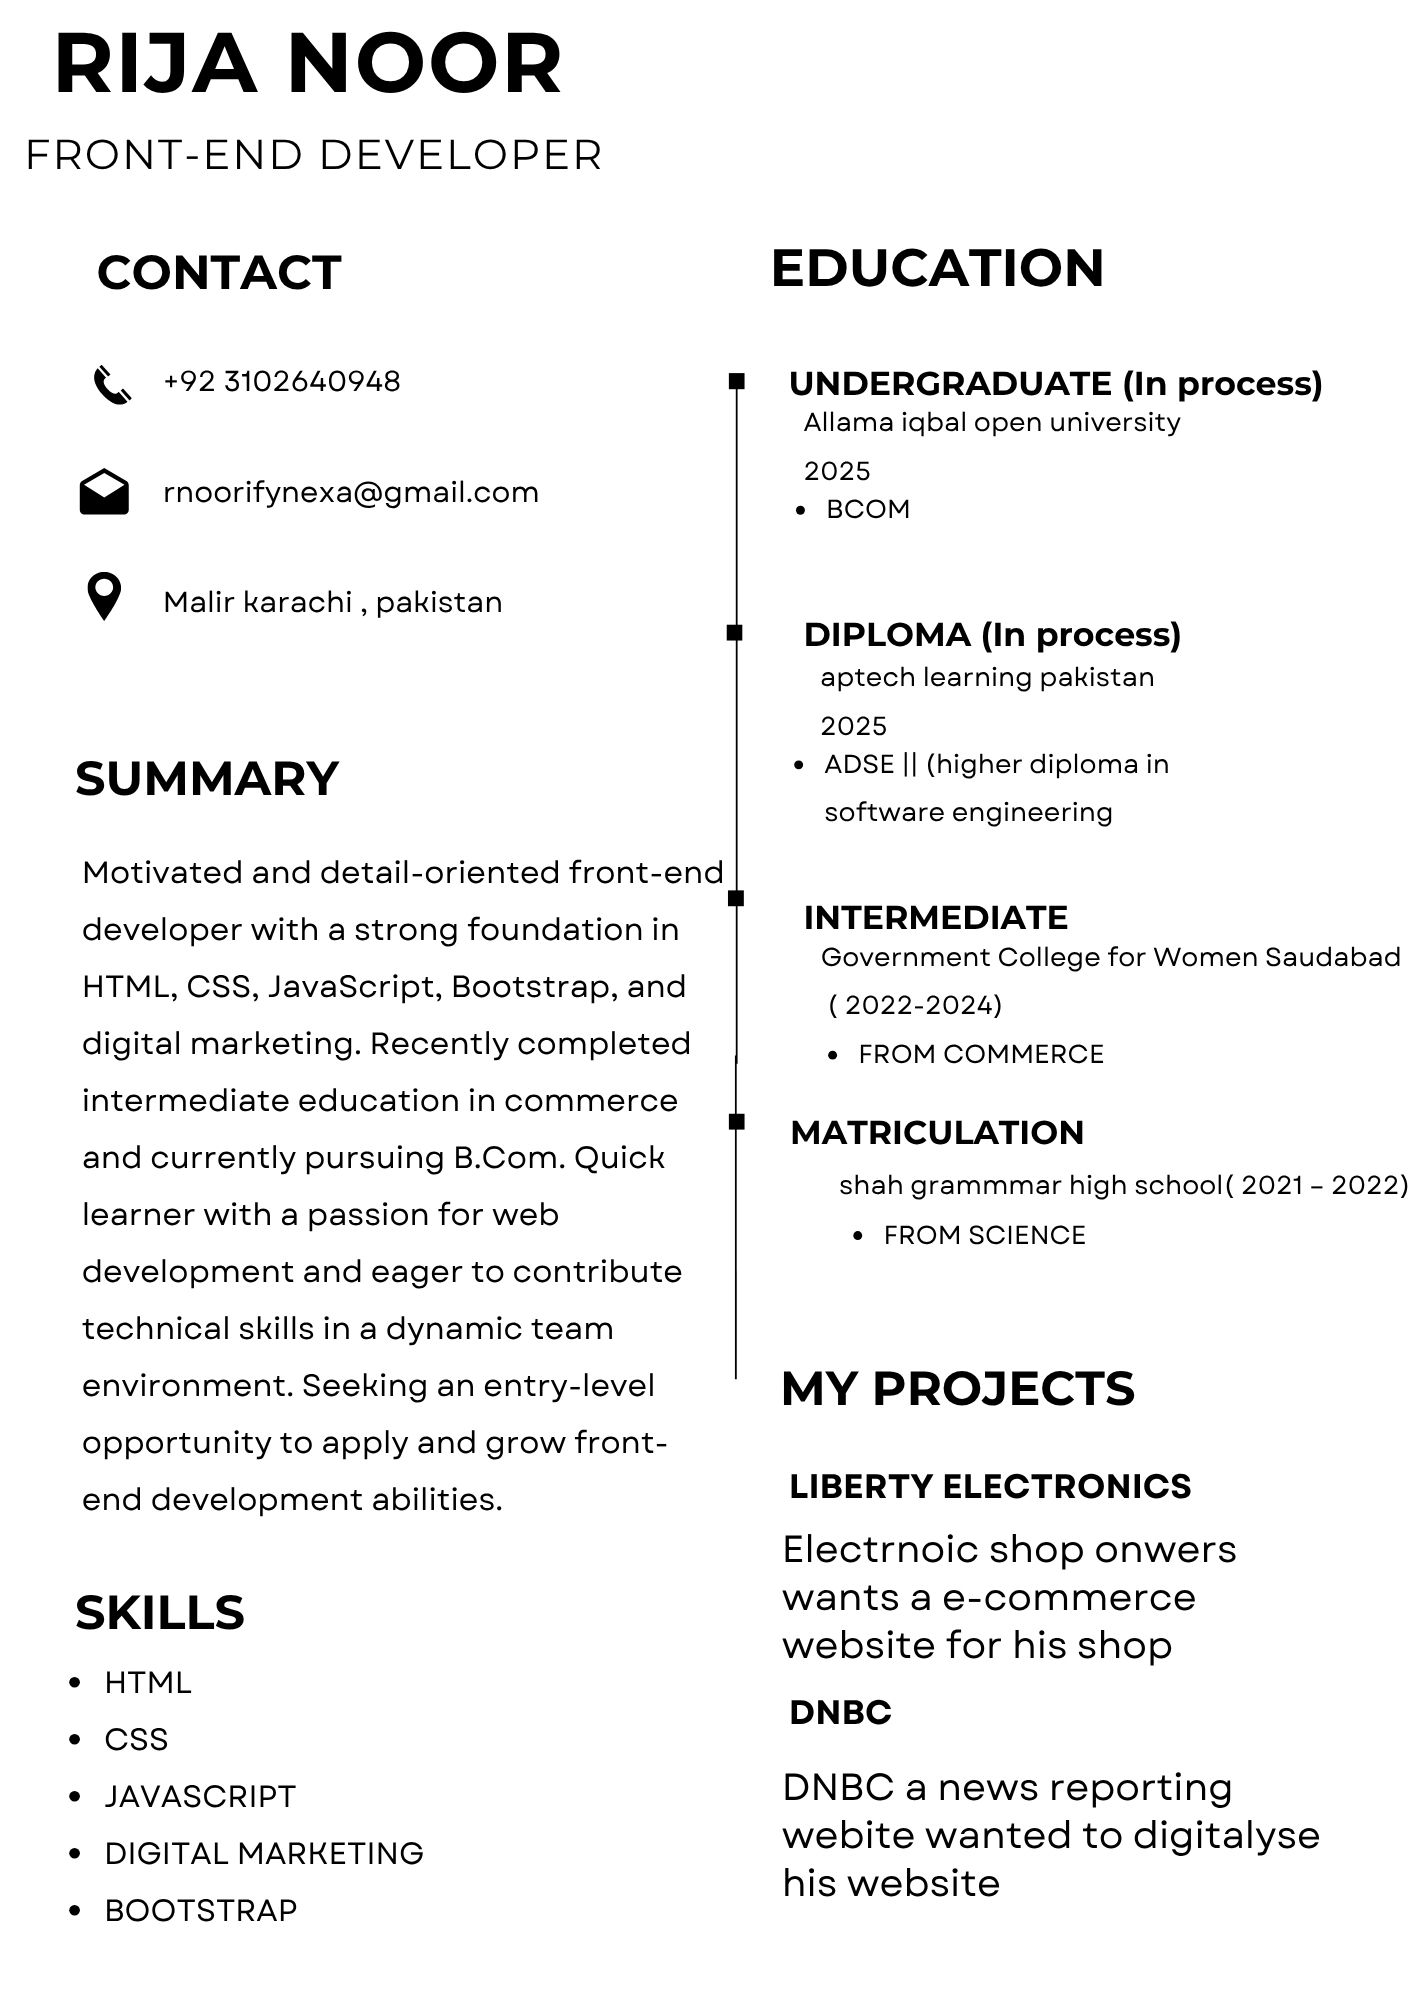 RIJA NOOR
FRONT-END DEVELOPER
CONTACT
+92 3102640948
rnoorifynexa@gmail.com
Malir karachi , pakistan
SUMMARY
Motivated and detail-oriented front-end
developer with a strong foundation in
HTML, CSS, JavaScript, Bootstrap, and
digital marketing. Recently completed
intermediate education in commerce
and currently pursuing B.Com. Quick
learner with a passion for web
development and eager to contribute
technical skills in a dynamic team
environment. Seeking an entry-level
opportunity to apply and grow front-
end development abilities.
SKILLS
• HTML
• CSS
• JAVASCRIPT
• DIGITAL MARKETING
• BOOTSTRAP
EDUCATION
UNDERGRADUATE (In process)
Allama iqbal open university
2025
• BCOM
DIPLOMA (In process)
aptech learning pakistan
2025
• ADSE || (higher diploma in
software engineering
INTERMEDIATE
Government College for Women Saudabad
( 2022-2024)
• FROM COMMERCE
MATRICULATION
shah grammmar high school( 2021 – 2022)
• FROM SCIENCE
MY PROJECTS
LIBERTY ELECTRONICS
Electrnoic shop onwers
wants a e-commerce
website for his shop
DNBC
DNBC a news reporting
webite wanted to digitalyse
his website